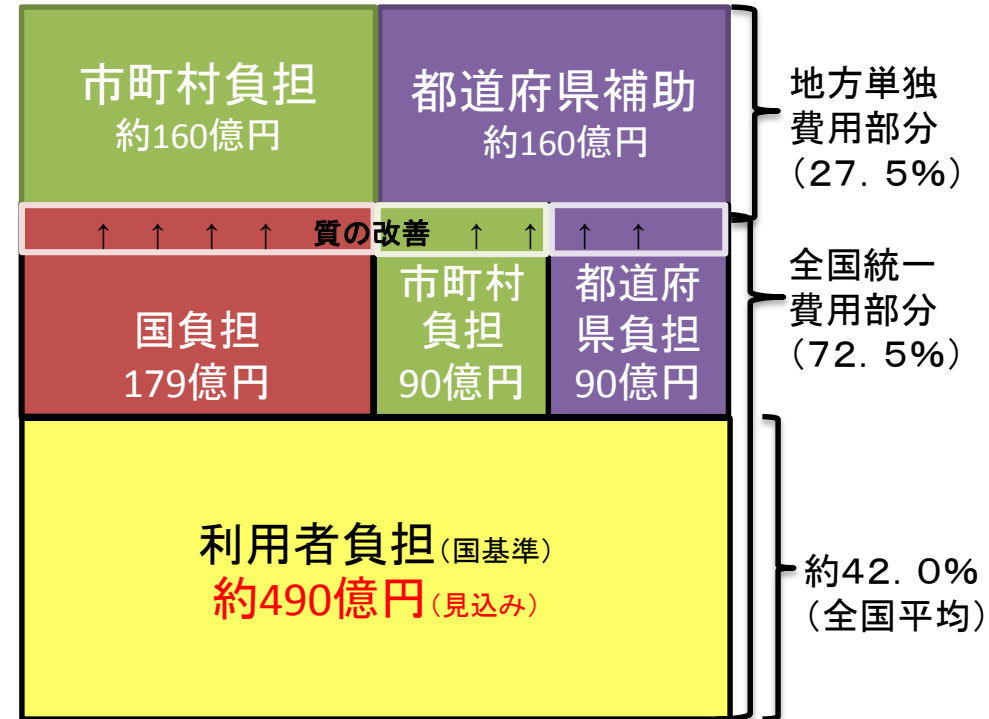 市町村負担
約160億円
都道府県補助
約160億円
地方単独
費用部分
（27．5%）
↑ ↑ ↑ ↑ 質の改善 ↑ ↑ ↑ ↑
国負担
179億円
市町村
負担
90億円
都道府
県負担
90億円
全国統一
費用部分
（72．5%）
利用者負担（国基準）
約490億円（見込み）
約42．0%
（全国平均）